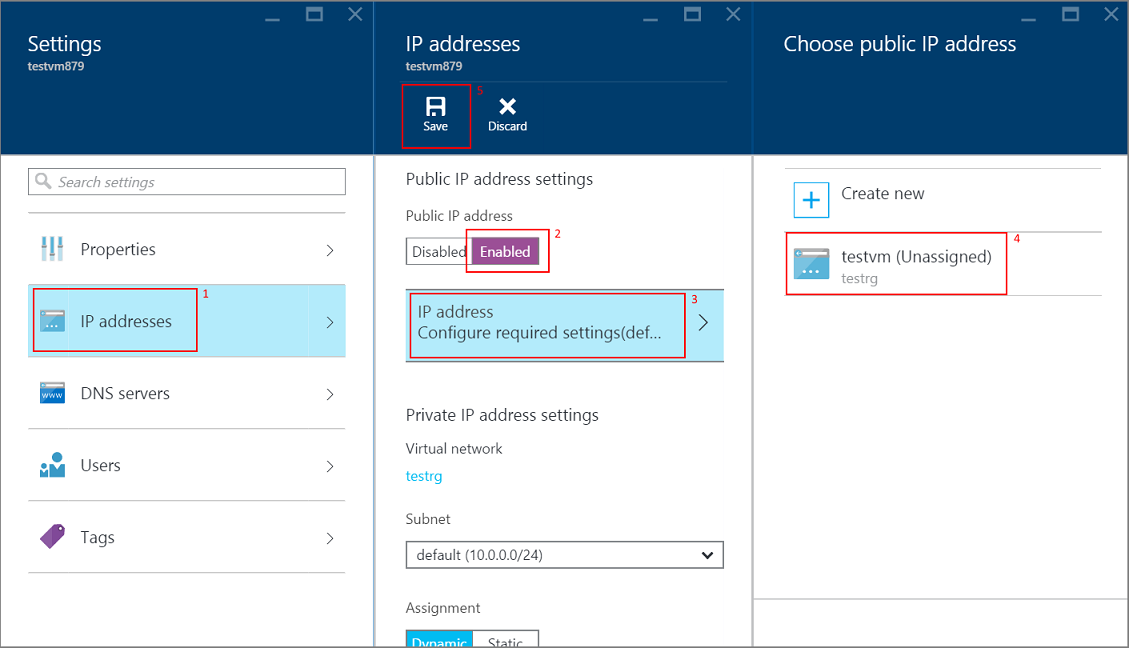 Settings
testvm879
Search settings
Properties
1
IP addresses
DNS servers
www
Users
Tags
IP addresses
testvm879
Save
5
Discard
Public IP address settings
Public IP address
Disabled
Enabled
2
IP address
3
Configure required settings(def...
Private IP address settings
Virtual network
testrg
Subnet
default (10.0.0.0/24)
Assignment
Dynamic
Static
Choose public IP address
Create new
testvm (Unassigned)
4
testrg